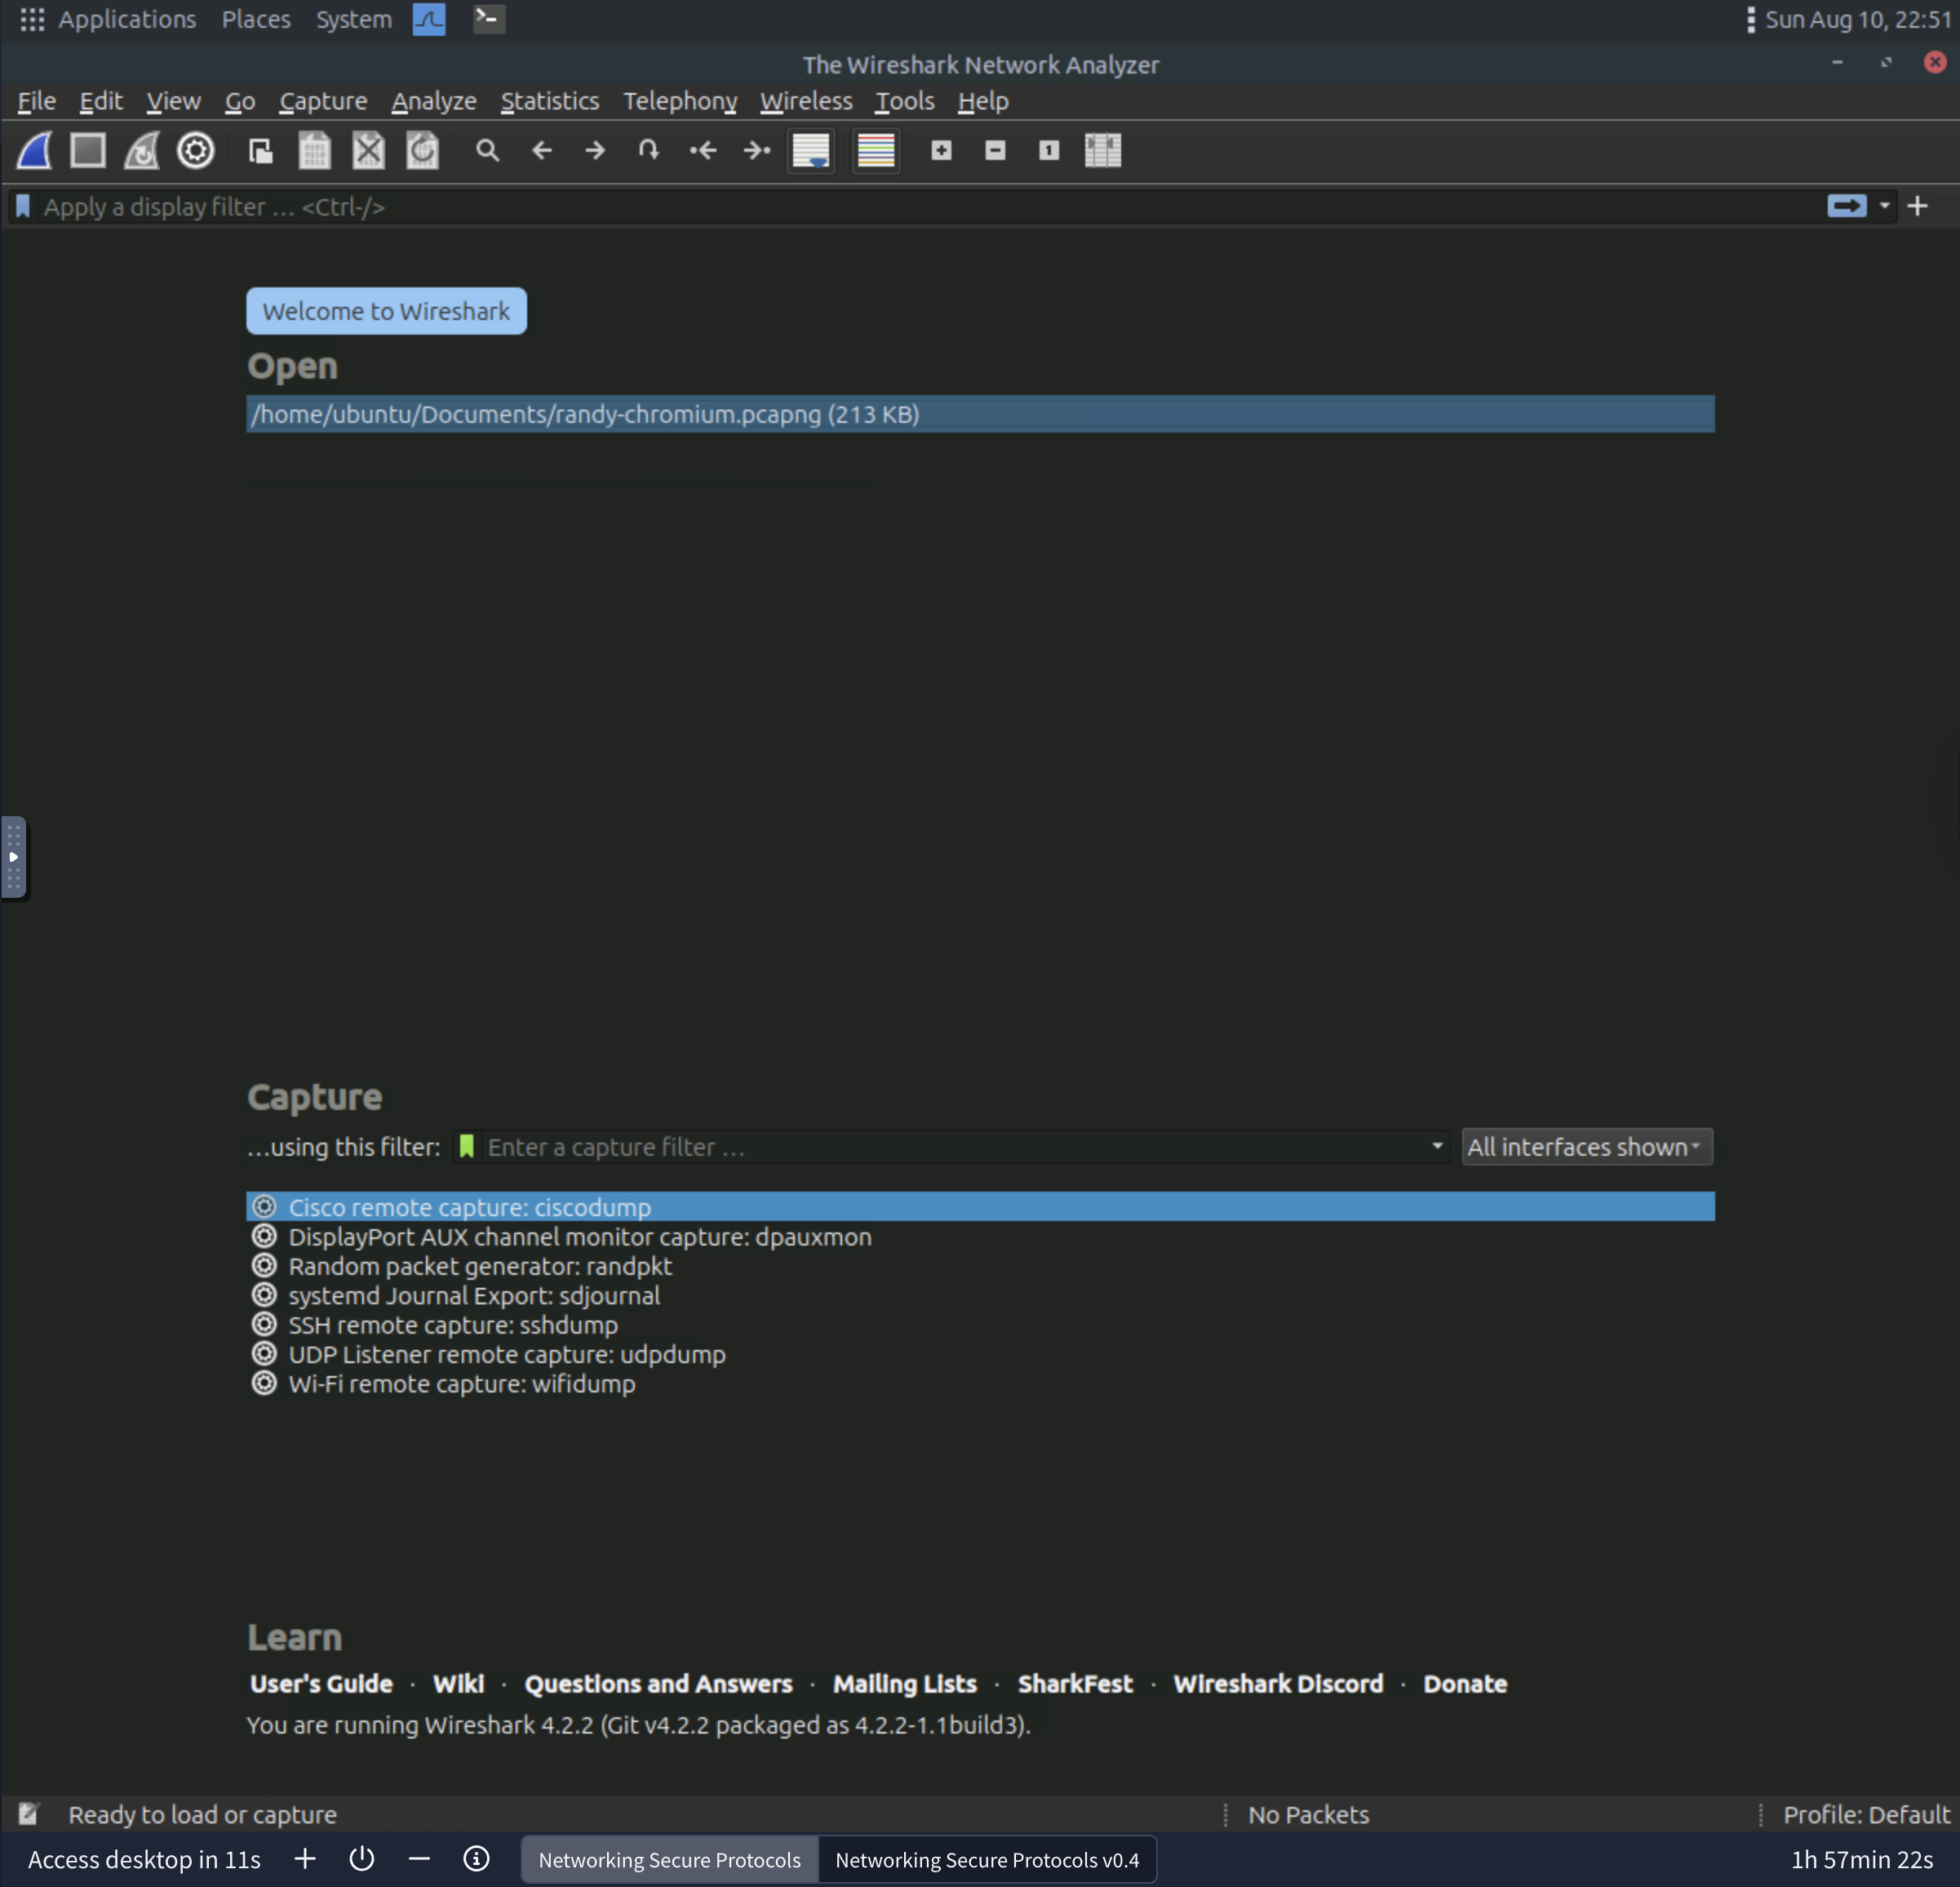 Applications Places System Sun Aug 10, 22:51
The Wireshark Network Analyzer
File Edit View Go Capture Analyze Statistics Telephony Wireless Tools Help
Apply a display filter … <Ctrl-/>
Welcome to Wireshark
Open
/home/ubuntu/Documents/randy-chromium.pcapng (213 KB)
Capture
…using this filter: Enter a capture filter … All interfaces shown
Cisco remote capture: ciscodump
DisplayPort AUX channel monitor capture: dpauxmon
Random packet generator: randpkt
systemd Journal Export: sdjournal
SSH remote capture: sshdump
UDP Listener remote capture: udpdump
Wi-Fi remote capture: wifidump
Learn
User's Guide · Wiki · Questions and Answers · Mailing Lists · SharkFest · Wireshark Discord · Donate
You are running Wireshark 4.2.2 (Git v4.2.2 packaged as 4.2.2-1.1build3).
Ready to load or capture No Packets Profile: Default
Access desktop in 11s Networking Secure Protocols Networking Secure Protocols v0.4 1h 57min 22s